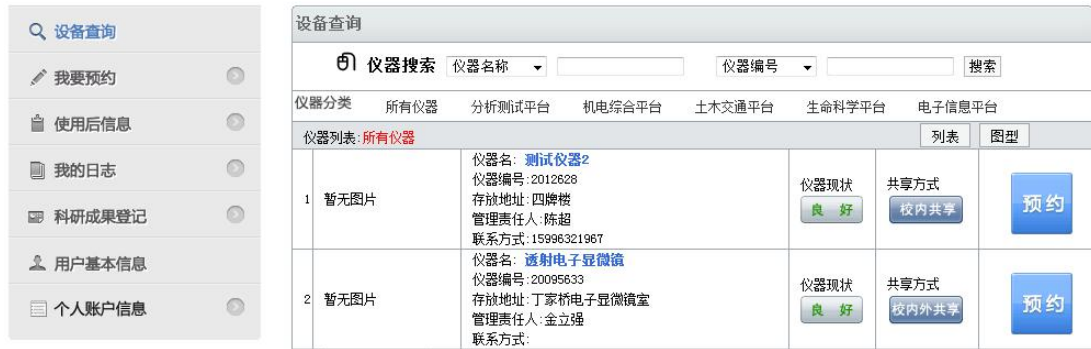 设备查询
我要预约
使用后信息
我的日志
科研成果登记
用户基本信息
个人账户信息
设备查询
仪器搜索 仪器名称 仪器编号 搜索
仪器分类 所有仪器 分析测试平台 机电综合平台 土木交通平台 生命科学平台 电子信息平台
仪器列表:所有仪器 列表 图型
1 暂无图片
仪器名: 测试仪器2
仪器编号:2012628
存放地址:四牌楼
管理责任人:陈超
联系方式:15996321967
仪器现状
良 好
共享方式
校内共享
预约
2 暂无图片
仪器名: 透射电子显微镜
仪器编号:20095633
存放地址:丁家桥电子显微镜室
管理责任人:金立强
联系方式:
仪器现状
良 好
共享方式
校内外共享
预约